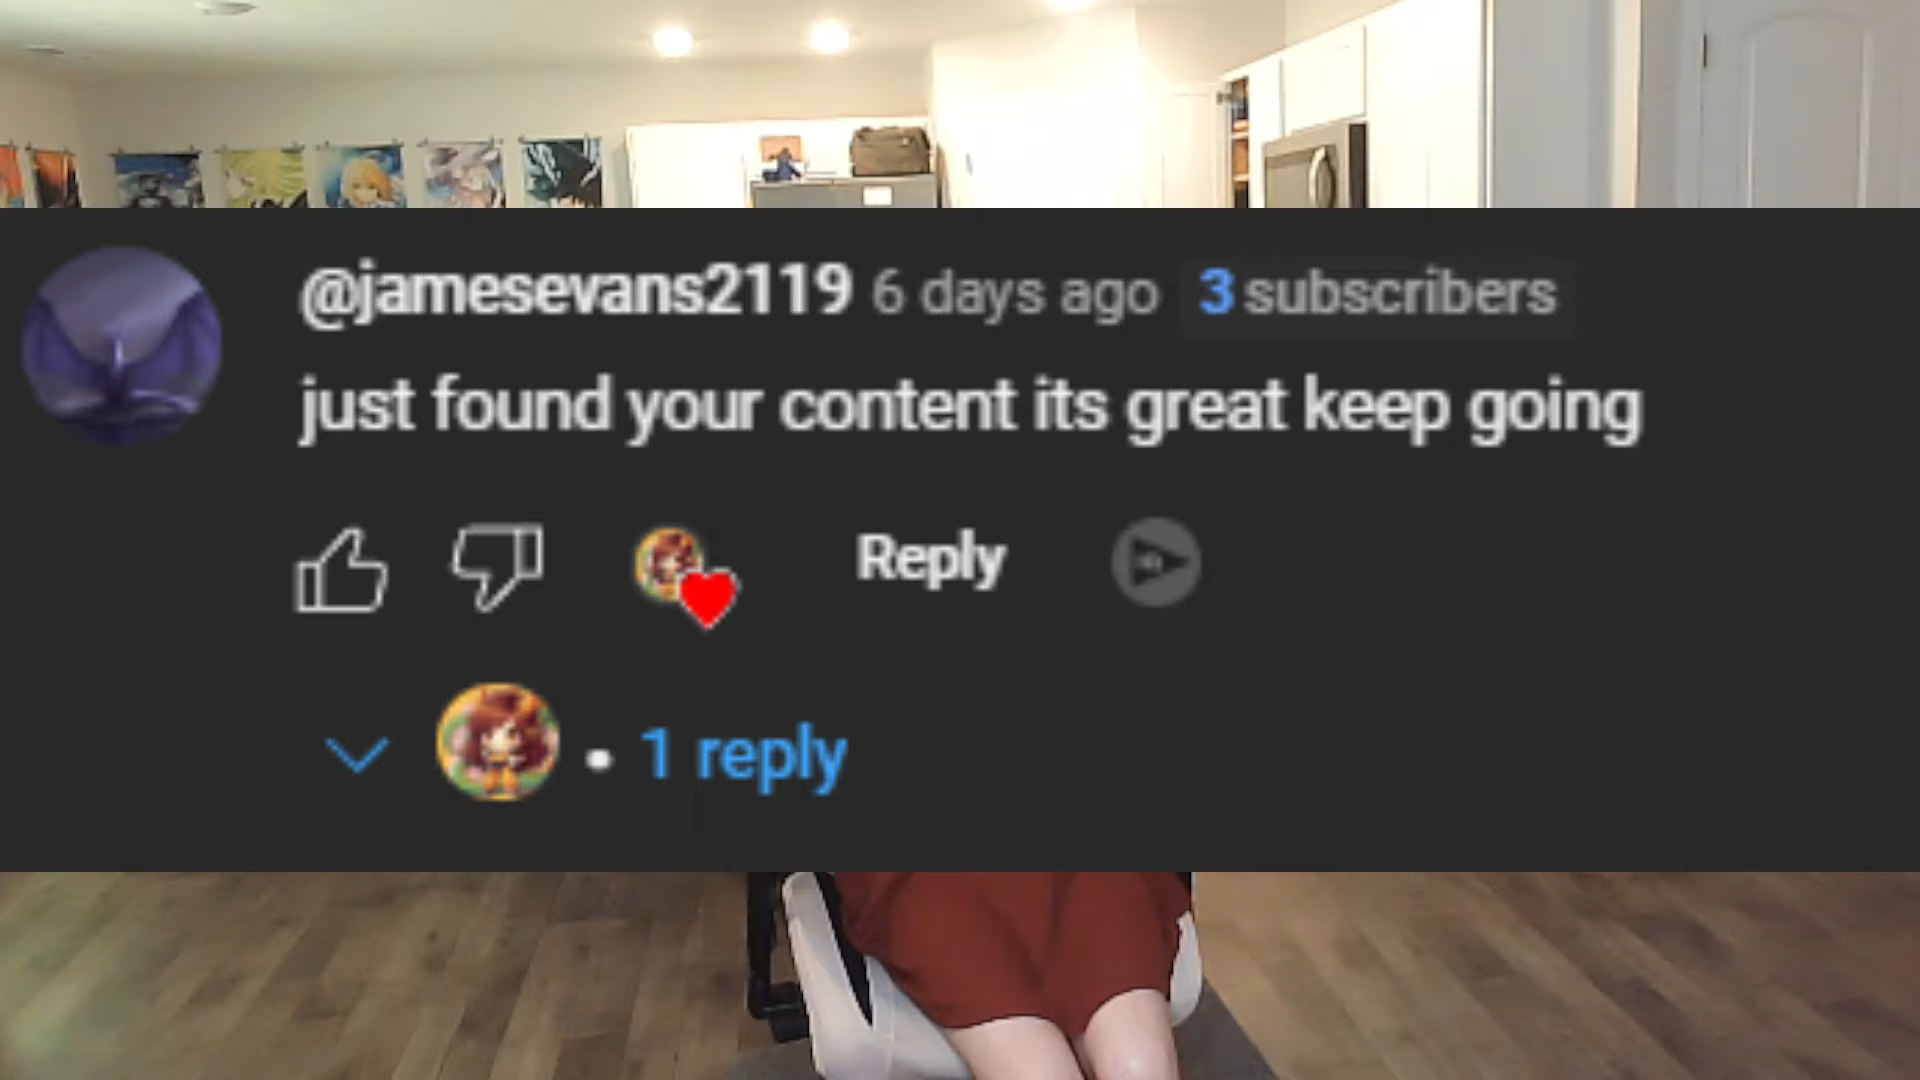 @jamesevans2119 6 days ago 3 subscribers
just found your content its great keep going
Reply
1 reply